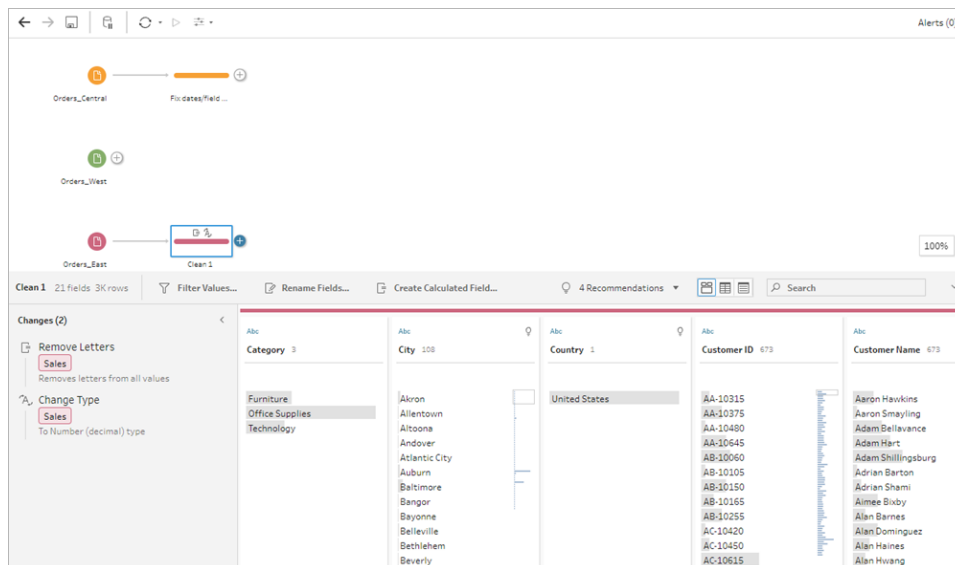 Alerts (0)
Orders_Central
Fix dates/field ...
Orders_West
Orders_East
Clean 1
100%
Clean 1 21 fields 3K rows
Filter Values...
Rename Fields...
Create Calculated Field...
4 Recommendations
Search
Changes (2)
Remove Letters
Sales
Removes letters from all values
Change Type
Sales
To Number (decimal) type
Abc
Category 3
Furniture
Office Supplies
Technology
Abc
City 108
Akron
Allentown
Altoona
Andover
Atlantic City
Auburn
Baltimore
Bangor
Bayonne
Belleville
Bethlehem
Beverly
Abc
Country 1
United States
Abc
Customer ID 673
AA-10315
AA-10375
AA-10480
AA-10645
AB-10060
AB-10105
AB-10150
AB-10165
AB-10255
AC-10420
AC-10450
AC-10615
Abc
Customer Name 673
Aaron Hawkins
Aaron Smayling
Adam Bellavance
Adam Hart
Adam Shillingsburg
Adrian Barton
Adrian Shami
Aimee Bixby
Alan Barnes
Alan Dominguez
Alan Haines
Alan Hwang